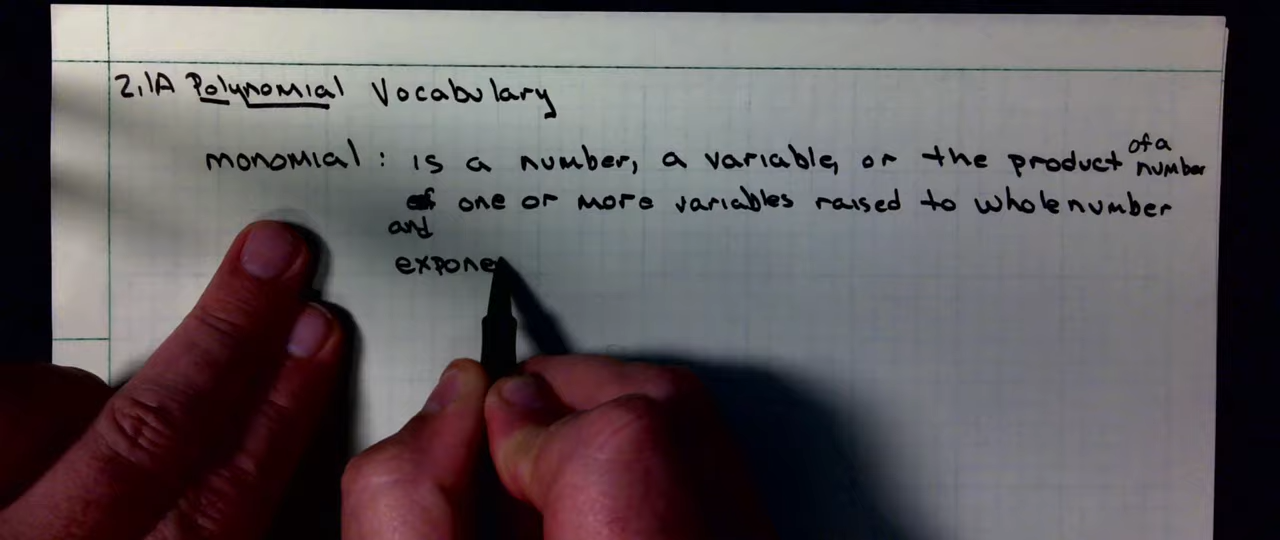 2.1A Polynomial Vocabulary
monomial: is a number, a variable, or the product of a number
of one or more variables raised to whole number
and
expone